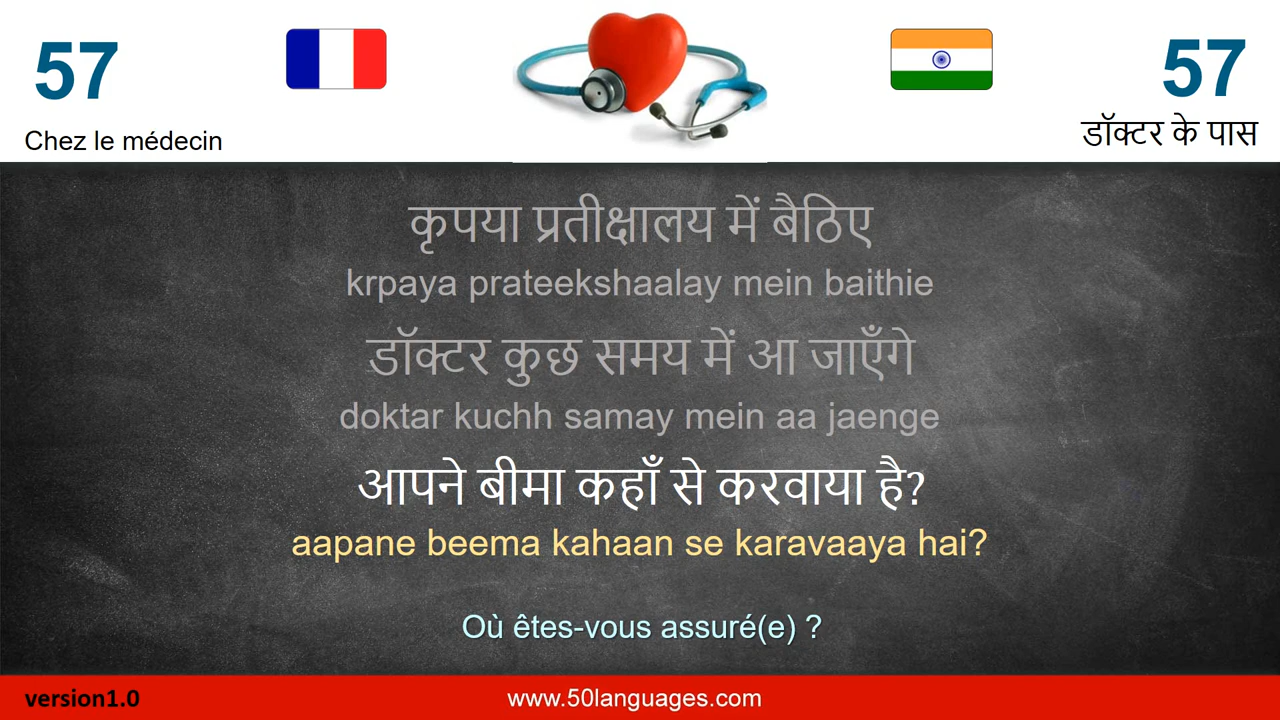 57
57
Chez le médecin
डॉक्टर के पास
कृपया प्रतीक्षालय में बैठिए
krpaya prateekshaalay mein baithie
डॉक्टर कुछ समय में आ जाएँगे
doktar kuchh samay mein aa jaenge
आपने बीमा कहाँ से करवाया है?
aapane beema kahaan se karavaaya hai?
Où êtes-vous assuré(e) ?
version1.0
www.50languages.com